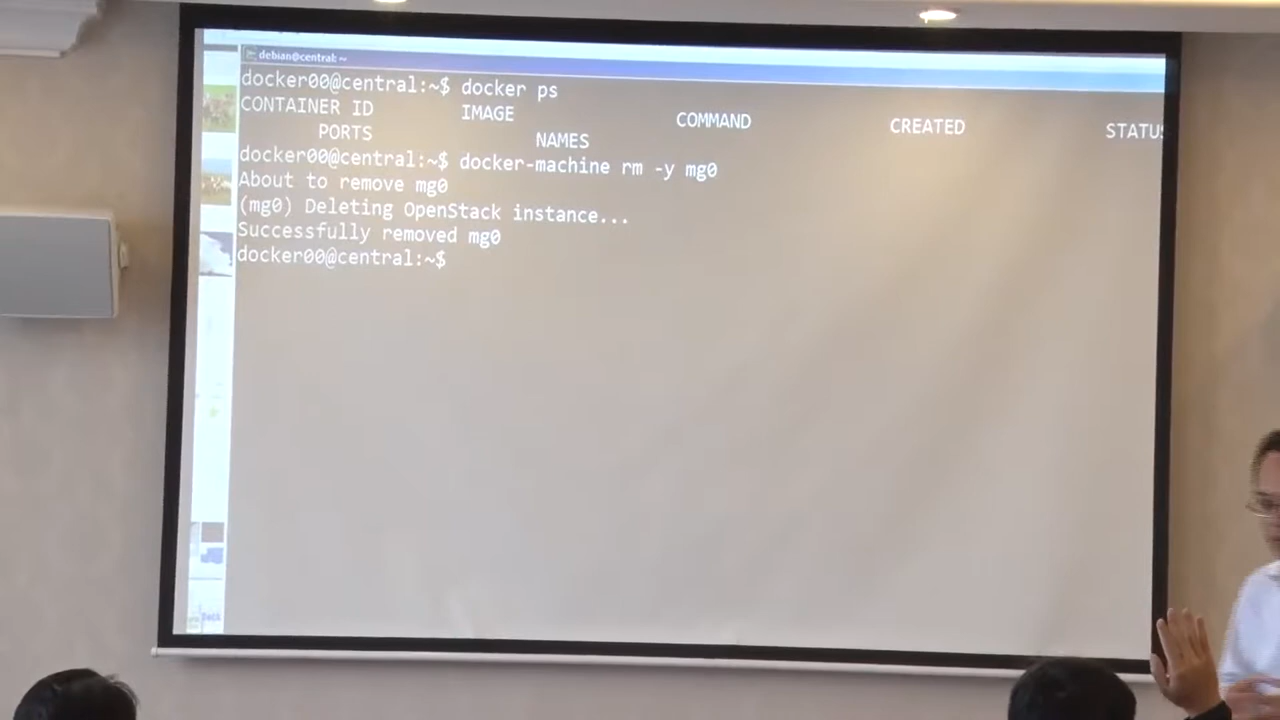 debian@central: ~
docker00@central:~$ docker ps
CONTAINER ID IMAGE COMMAND CREATED STATUS
PORTS NAMES
docker00@central:~$ docker-machine rm -y mg0
About to remove mg0
(mg0) Deleting OpenStack instance...
Successfully removed mg0
docker00@central:~$